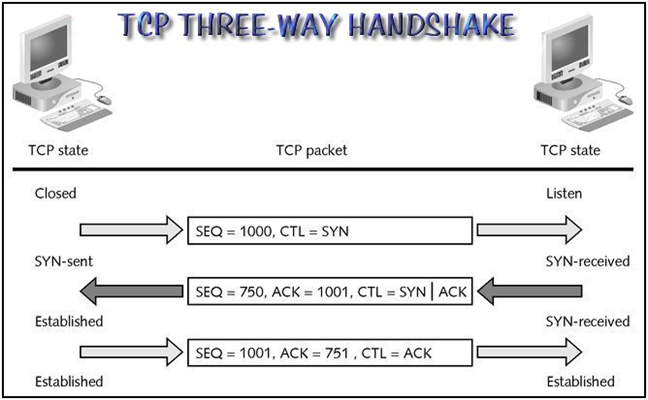 TCP THREE-WAY HANDSHAKE
TCP state TCP packet TCP state
Closed Listen
SEQ = 1000, CTL = SYN
SYN-sent SYN-received
SEQ = 750, ACK = 1001, CTL = SYN | ACK
Established SYN-received
SEQ = 1001, ACK = 751 , CTL = ACK
Established Established